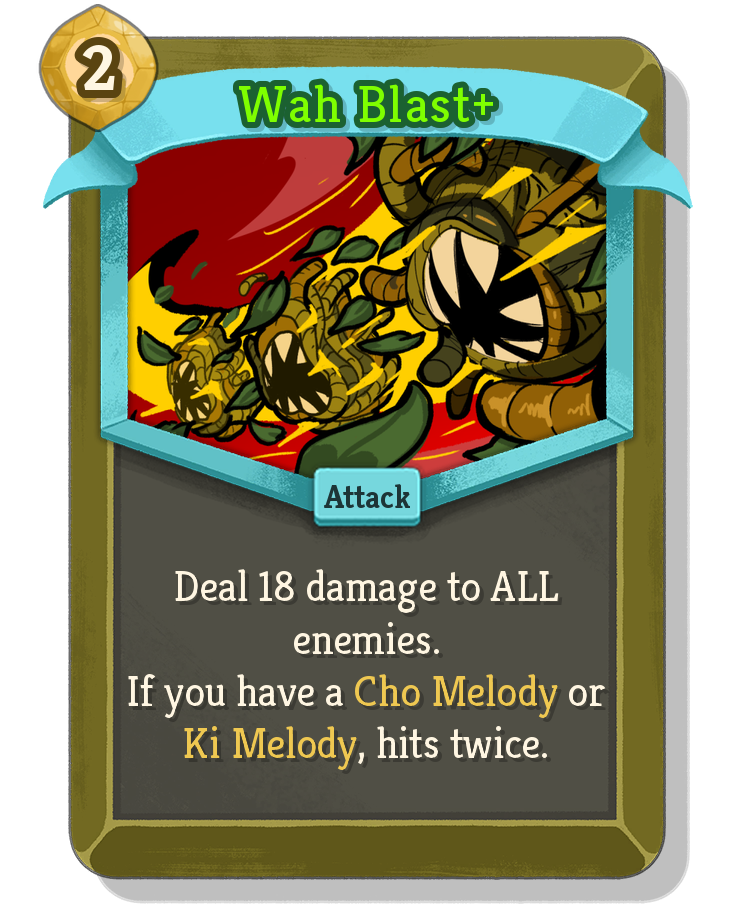 2
Wah Blast+
Attack
Deal 18 damage to ALL
enemies.
If you have a Cho Melody or
Ki Melody, hits twice.